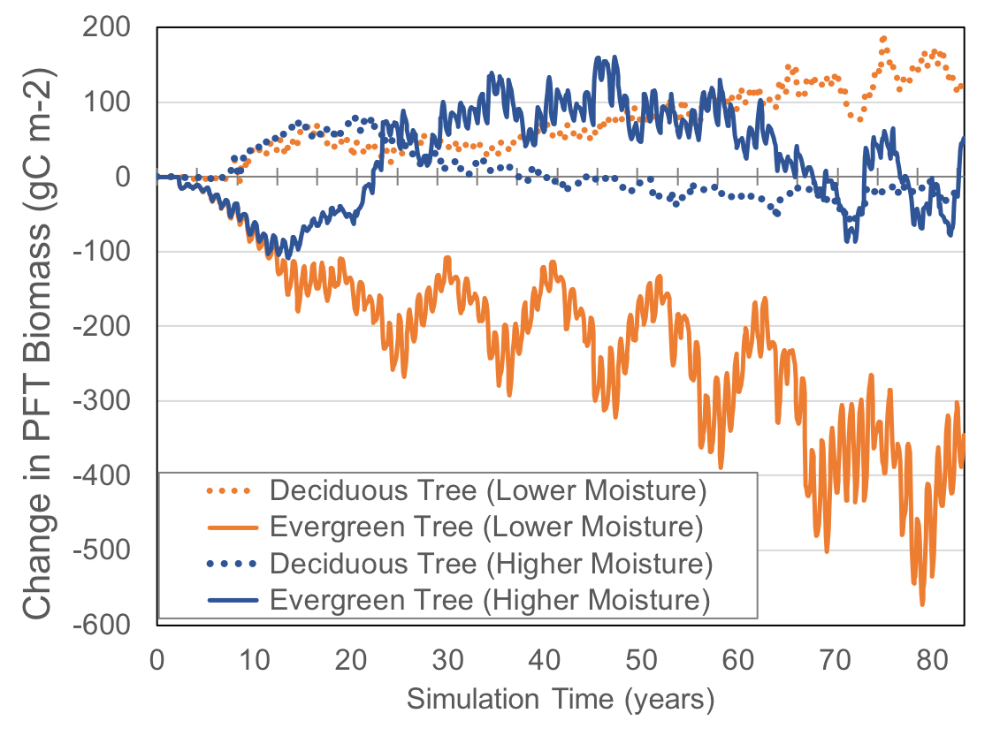 Change in PFT Biomass (gC m-2)
200
100
0
-100
-200
-300
-400
-500
-600
Deciduous Tree (Lower Moisture)
Evergreen Tree (Lower Moisture)
Deciduous Tree (Higher Moisture)
Evergreen Tree (Higher Moisture)
0 10 20 30 40 50 60 70 80
Simulation Time (years)